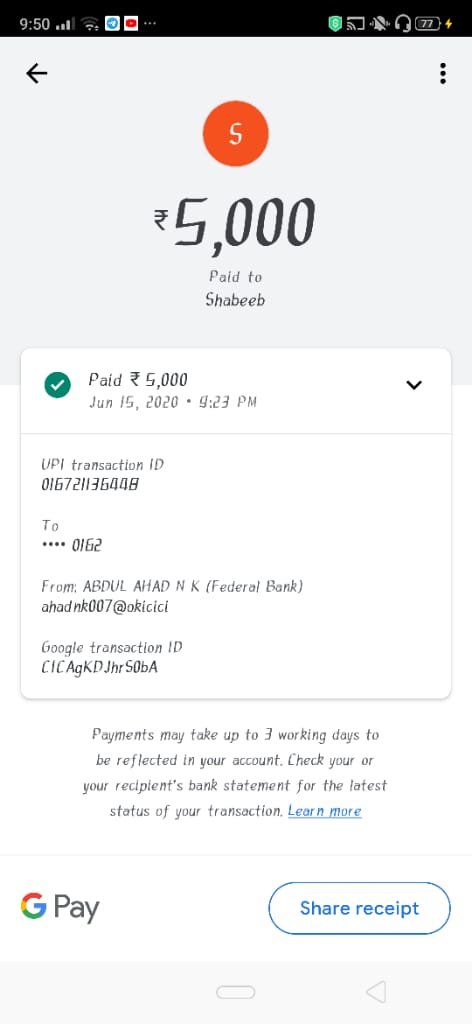 9:50
77
S
₹5,000
Paid to
Shabeeb
Paid ₹ 5,000
Jun 15, 2020 • 9:23 PM
UPI transaction ID
016721136448
To
•••• 0162
From: ABDUL AHAD N K (Federal Bank)
ahadnk007@okicici
Google transaction ID
CICAgKDJhrS0bA
Payments may take up to 3 working days to
be reflected in your account. Check your or
your recipient's bank statement for the latest
status of your transaction. Learn more
G Pay
Share receipt